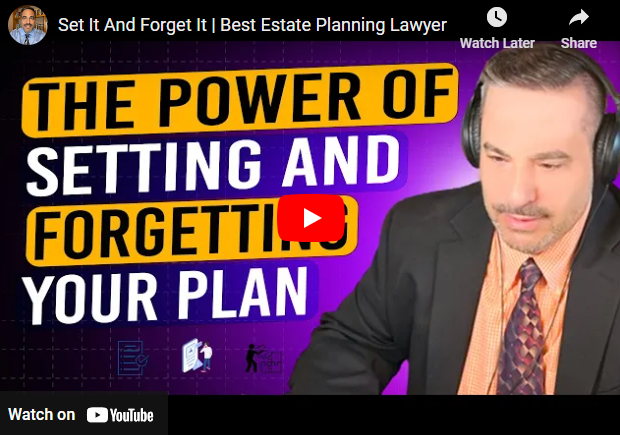 Set It And Forget It | Best Estate Planning Lawyer
Watch Later
Share
THE POWER OF
SETTING AND
FORGETTING
YOUR PLAN
Watch on YouTube